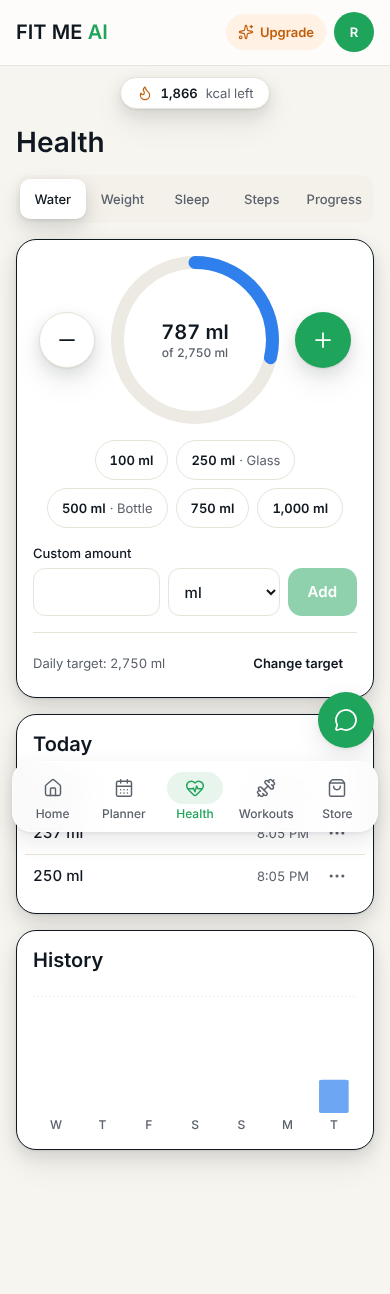 FIT ME AI
Upgrade
R
1,866 kcal left
Health
Water Weight Sleep Steps Progress
787 ml
of 2,750 ml
100 ml
250 ml · Glass
500 ml · Bottle
750 ml
1,000 ml
Custom amount
ml
Add
Daily target: 2,750 ml
Change target
Today
Home Planner Health Workouts Store
237 ml 8:05 PM
250 ml 8:05 PM
History
W T F S S M T